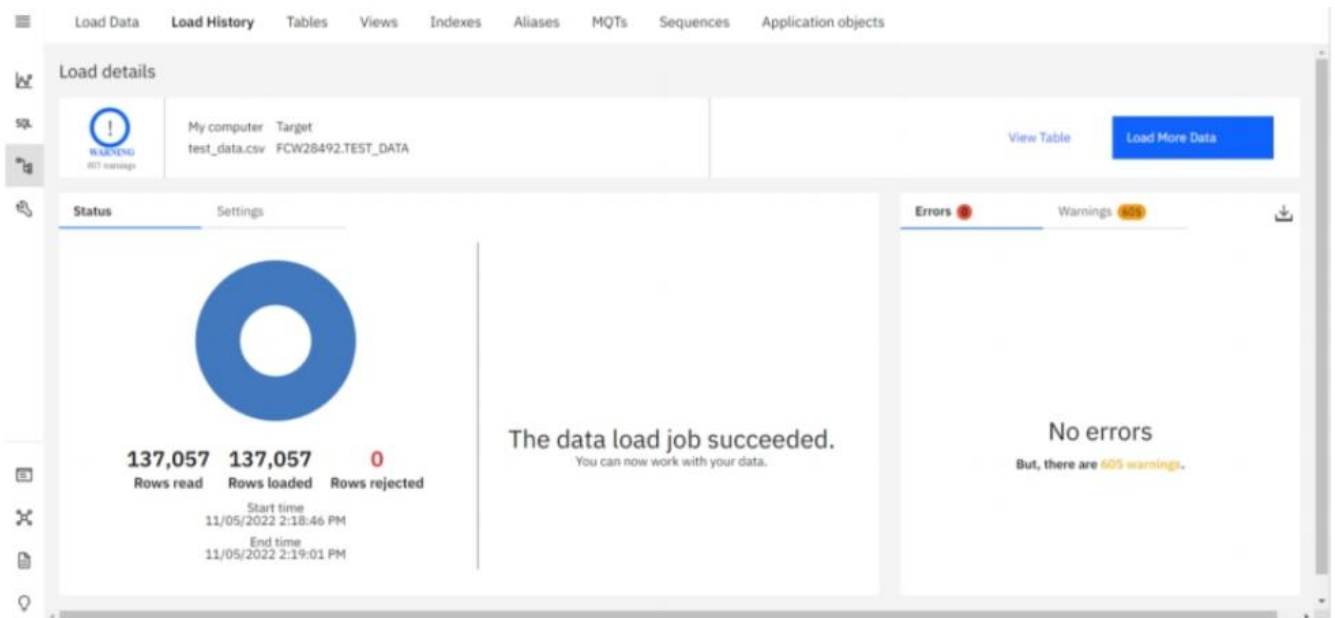 Load Data Load History Tables Views Indexes Aliases MQTs Sequences Application objects
Load details
SQL
!
WARNING
605 warnings
My computer Target
test_data.csv FCW28492.TEST_DATA
View Table
Load More Data
Status Settings
137,057 137,057 0
Rows read Rows loaded Rows rejected
Start time
11/05/2022 2:18:46 PM
End time
11/05/2022 2:19:01 PM
The data load job succeeded.
You can now work with your data.
Errors 0 Warnings 605
No errors
But, there are 605 warnings.